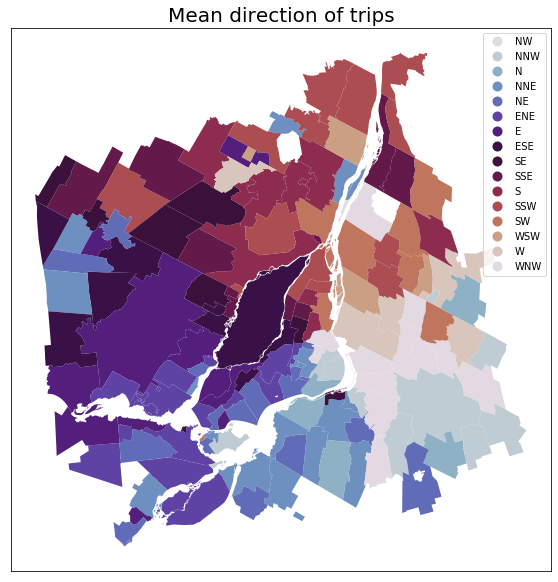 Mean direction of trips
NW
NNW
N
NNE
NE
ENE
E
ESE
SE
SSE
S
SSW
SW
WSW
W
WNW